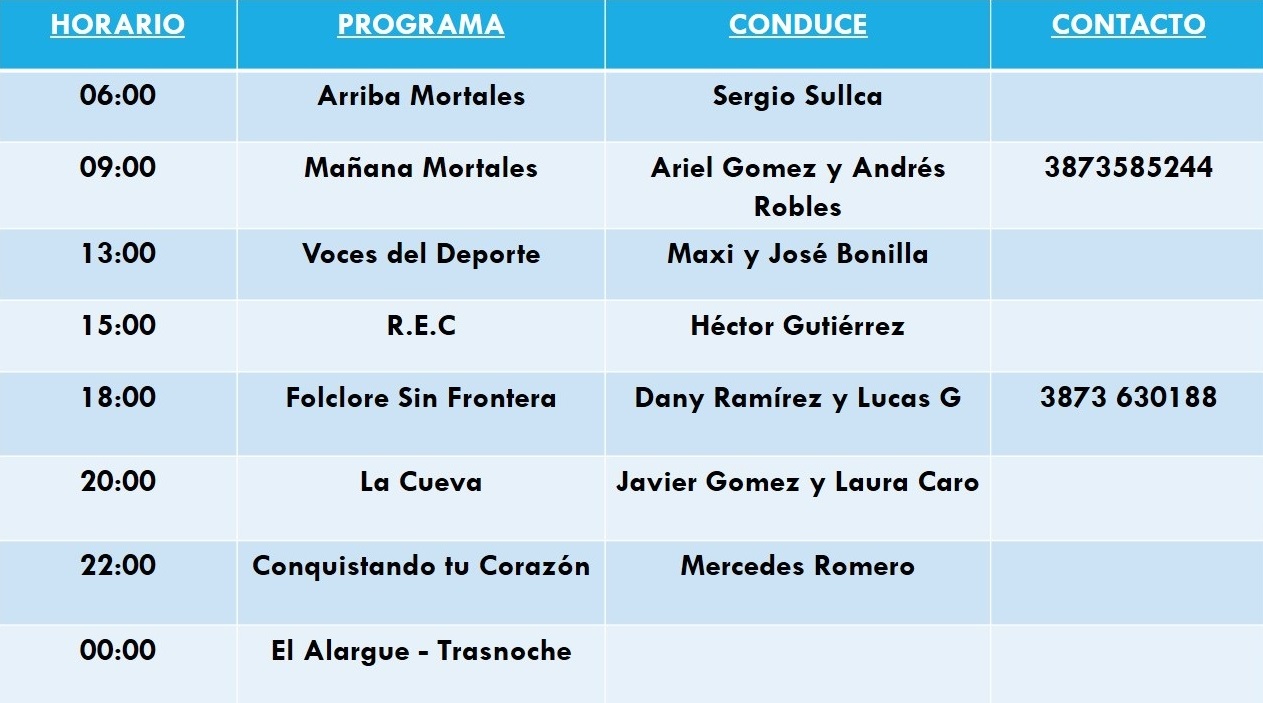 HORARIO PROGRAMA CONDUCE CONTACTO
06:00 Arriba Mortales Sergio Sullca
09:00 Mañana Mortales Ariel Gomez y Andrés 3873585244
Robles
13:00 Voces del Deporte Maxi y José Bonilla
15:00 R.E.C Héctor Gutiérrez
18:00 Folclore Sin Frontera Dany Ramírez y Lucas G 3873 630188
20:00 La Cueva Javier Gomez y Laura Caro
22:00 Conquistando tu Corazón Mercedes Romero
00:00 El Alargue - Trasnoche